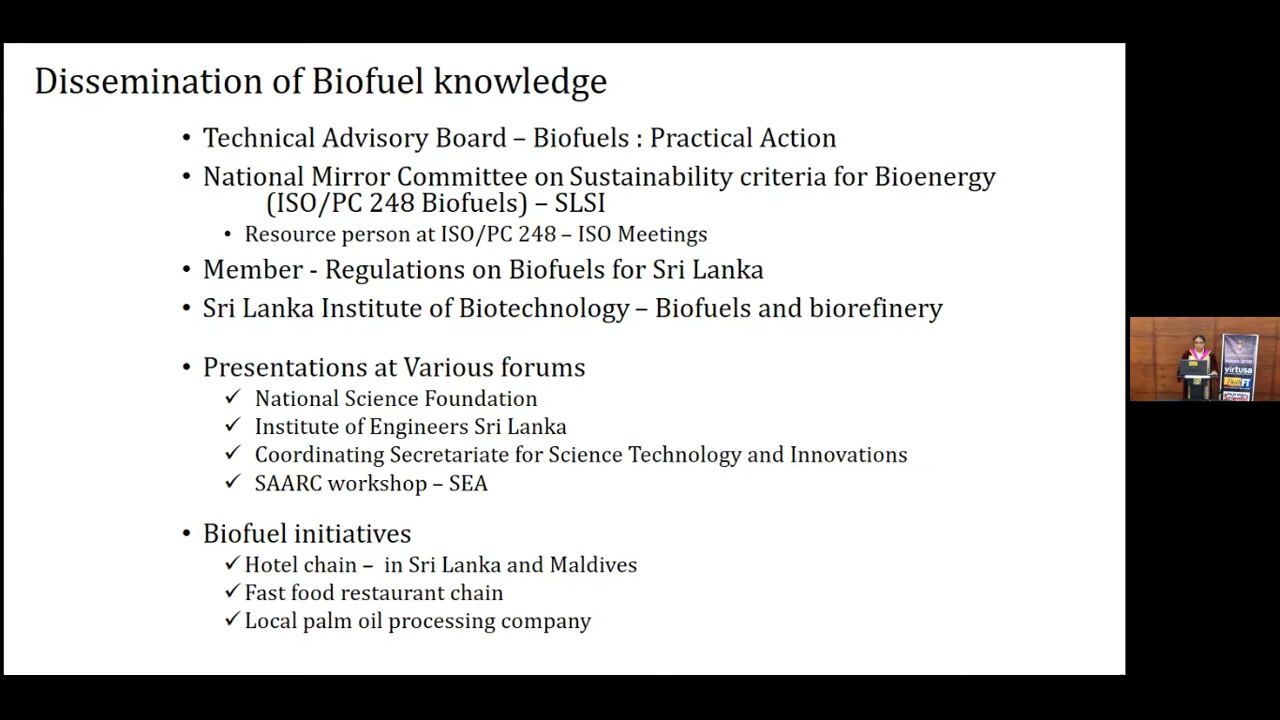 Dissemination of Biofuel knowledge
• Technical Advisory Board – Biofuels : Practical Action
• National Mirror Committee on Sustainability criteria for Bioenergy
(ISO/PC 248 Biofuels) – SLSI
• Resource person at ISO/PC 248 – ISO Meetings
• Member - Regulations on Biofuels for Sri Lanka
• Sri Lanka Institute of Biotechnology – Biofuels and biorefinery
• Presentations at Various forums
✓ National Science Foundation
✓ Institute of Engineers Sri Lanka
✓ Coordinating Secretariate for Science Technology and Innovations
✓ SAARC workshop – SEA
• Biofuel initiatives
✓ Hotel chain – in Sri Lanka and Maldives
✓ Fast food restaurant chain
✓ Local palm oil processing company
virtusa